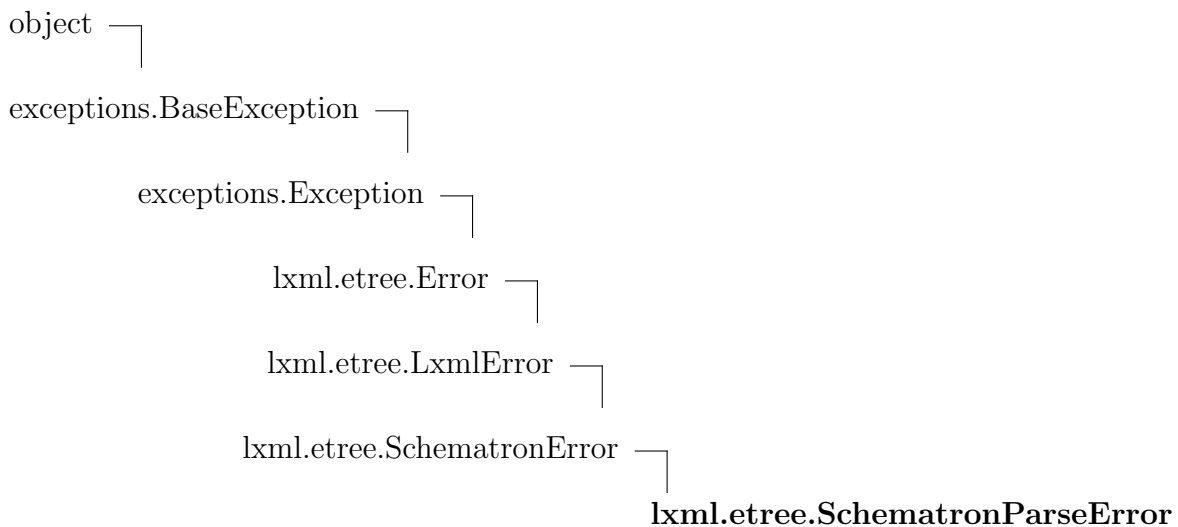 object
exceptions.BaseException
exceptions.Exception
lxml.etree.Error
lxml.etree.LxmlError
lxml.etree.SchematronError
lxml.etree.SchematronParseError